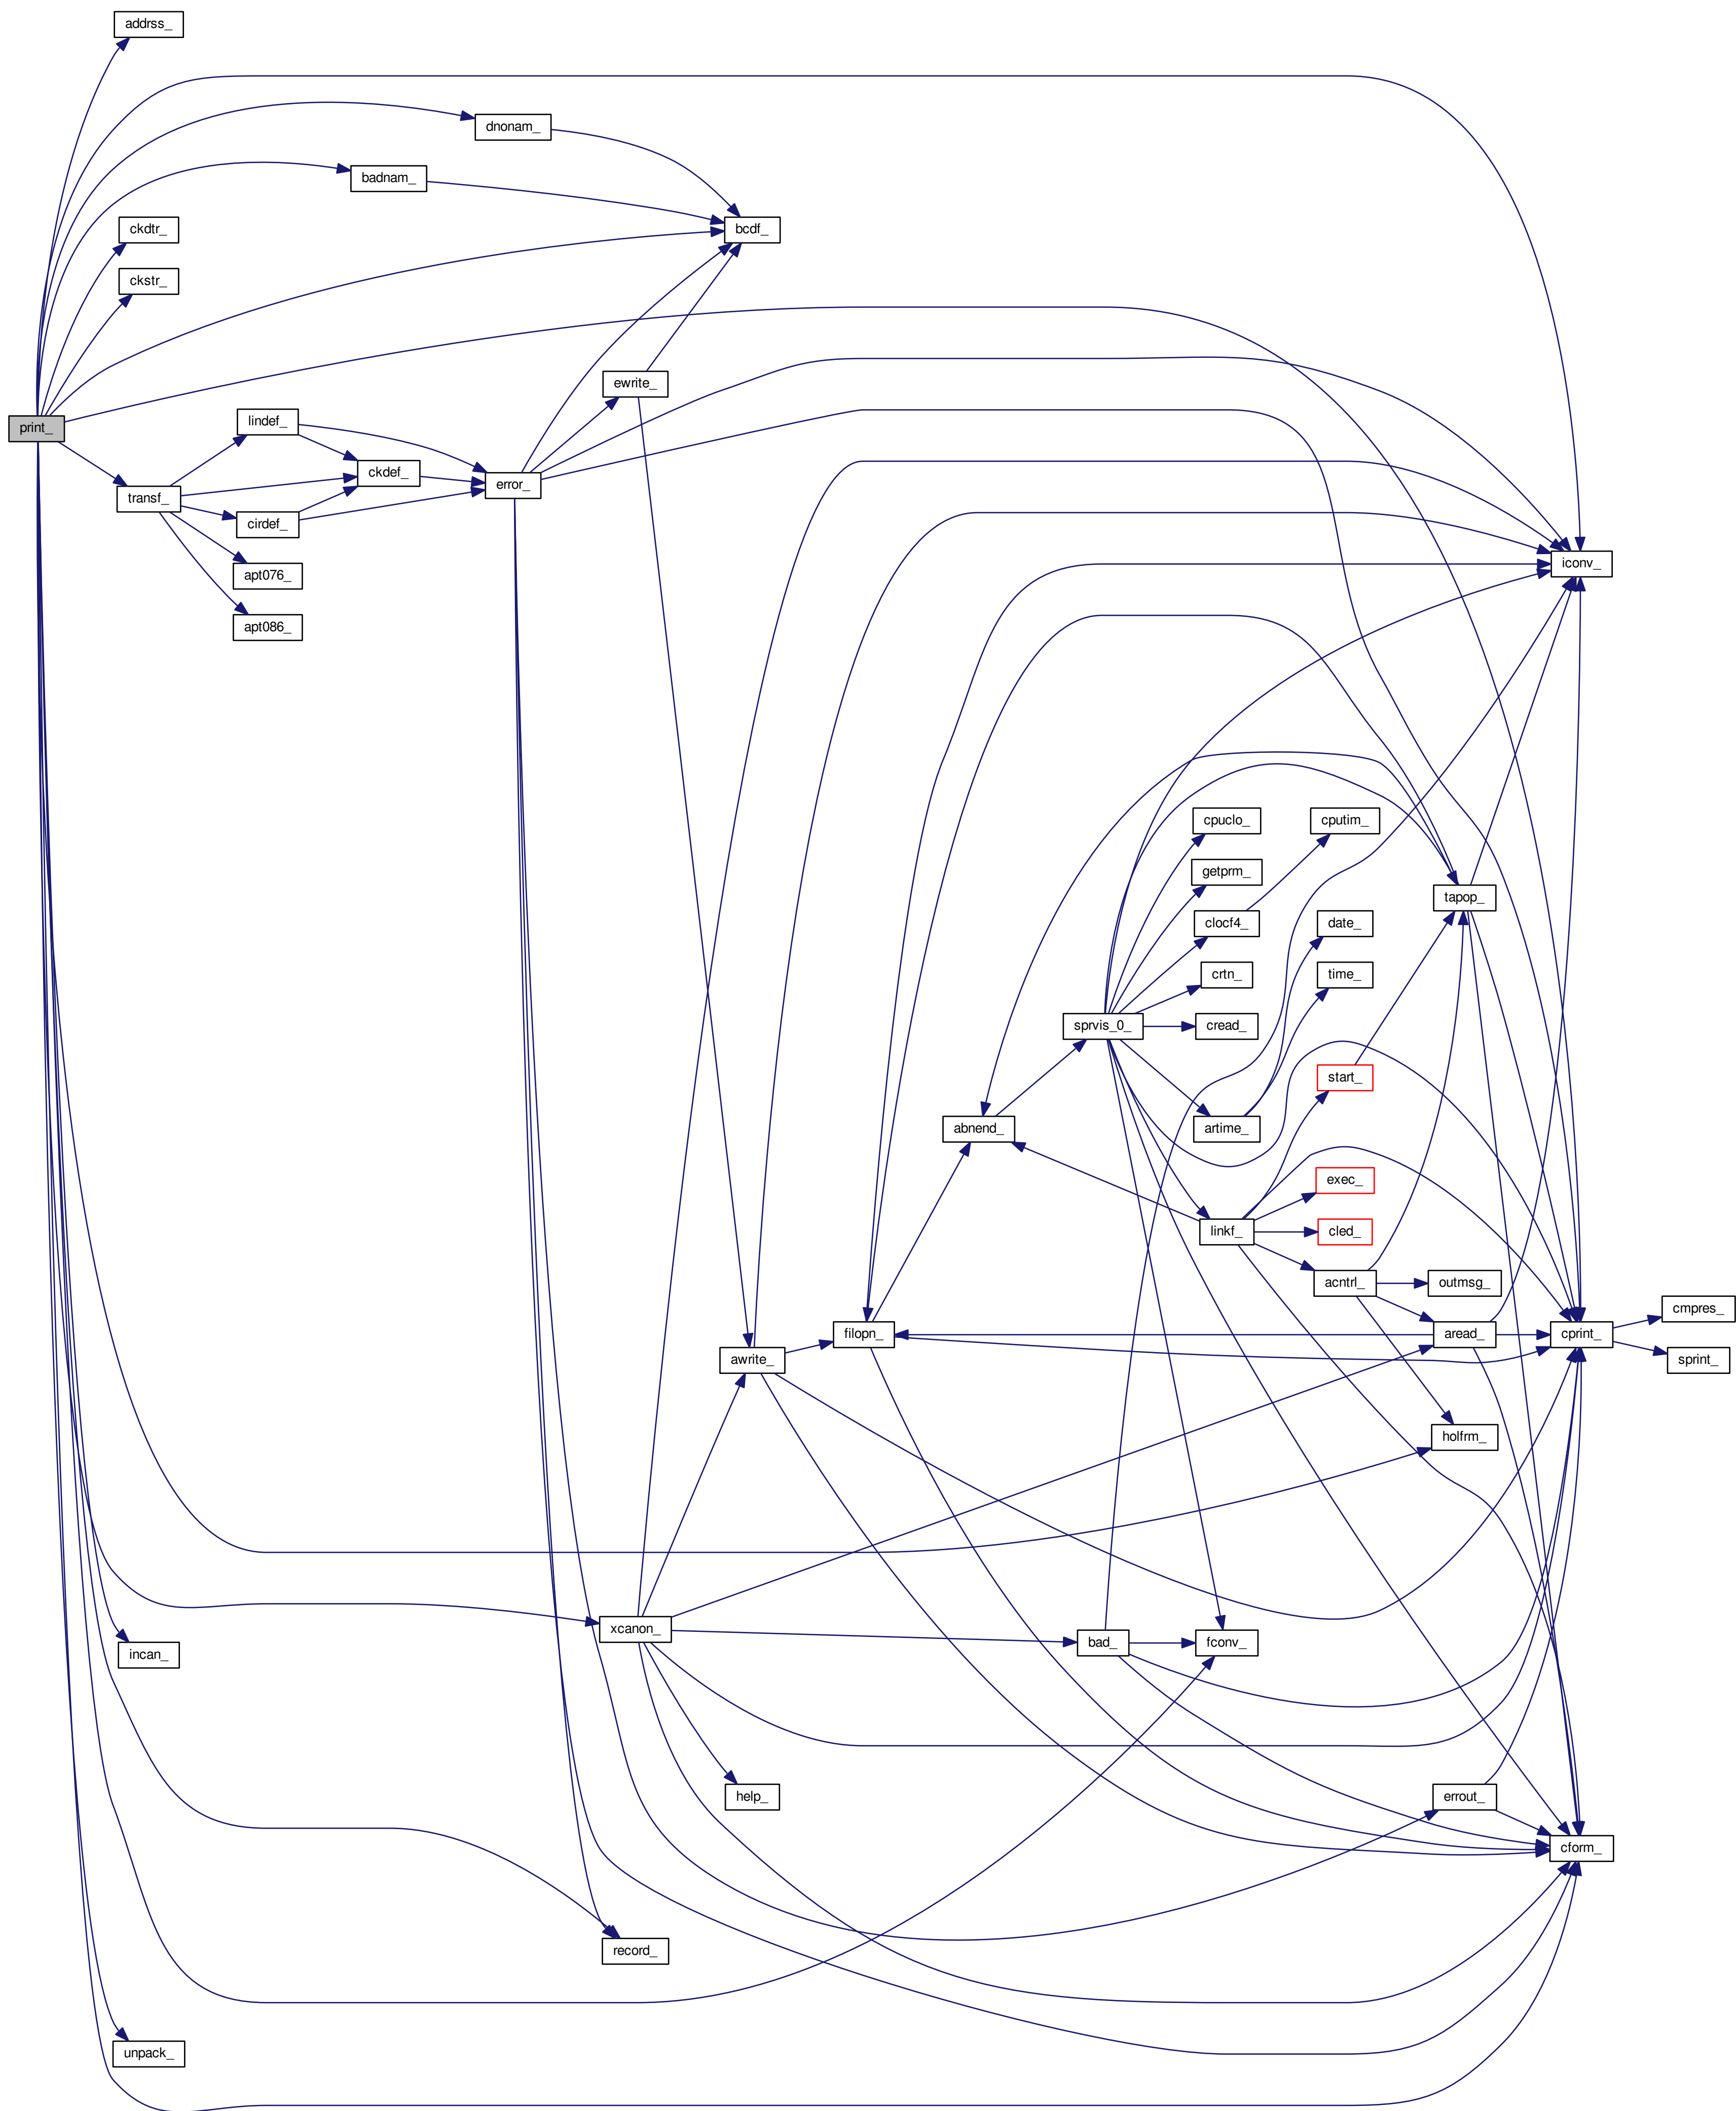 addrss_
dnonam_
badnam_
ckdtr_
bcdf_
ckstr_
ewrite_
lindef_
print_
ckdef_
error_
transf_
cirdef_
iconv_
apt076_
apt086_
cpuclo_
cputim_
getprm_
tapop_
clocf4_
date_
crtn_
time_
sprvis_0_
cread_
start_
abnend_
artime_
exec_
linkf_
cled_
acntrl_
outmsg_
cmpres_
filopn_
aread_
cprint_
awrite_
sprint_
holfrm_
xcanon_
bad_
fconv_
incan_
help_
errout_
cform_
record_
unpack_